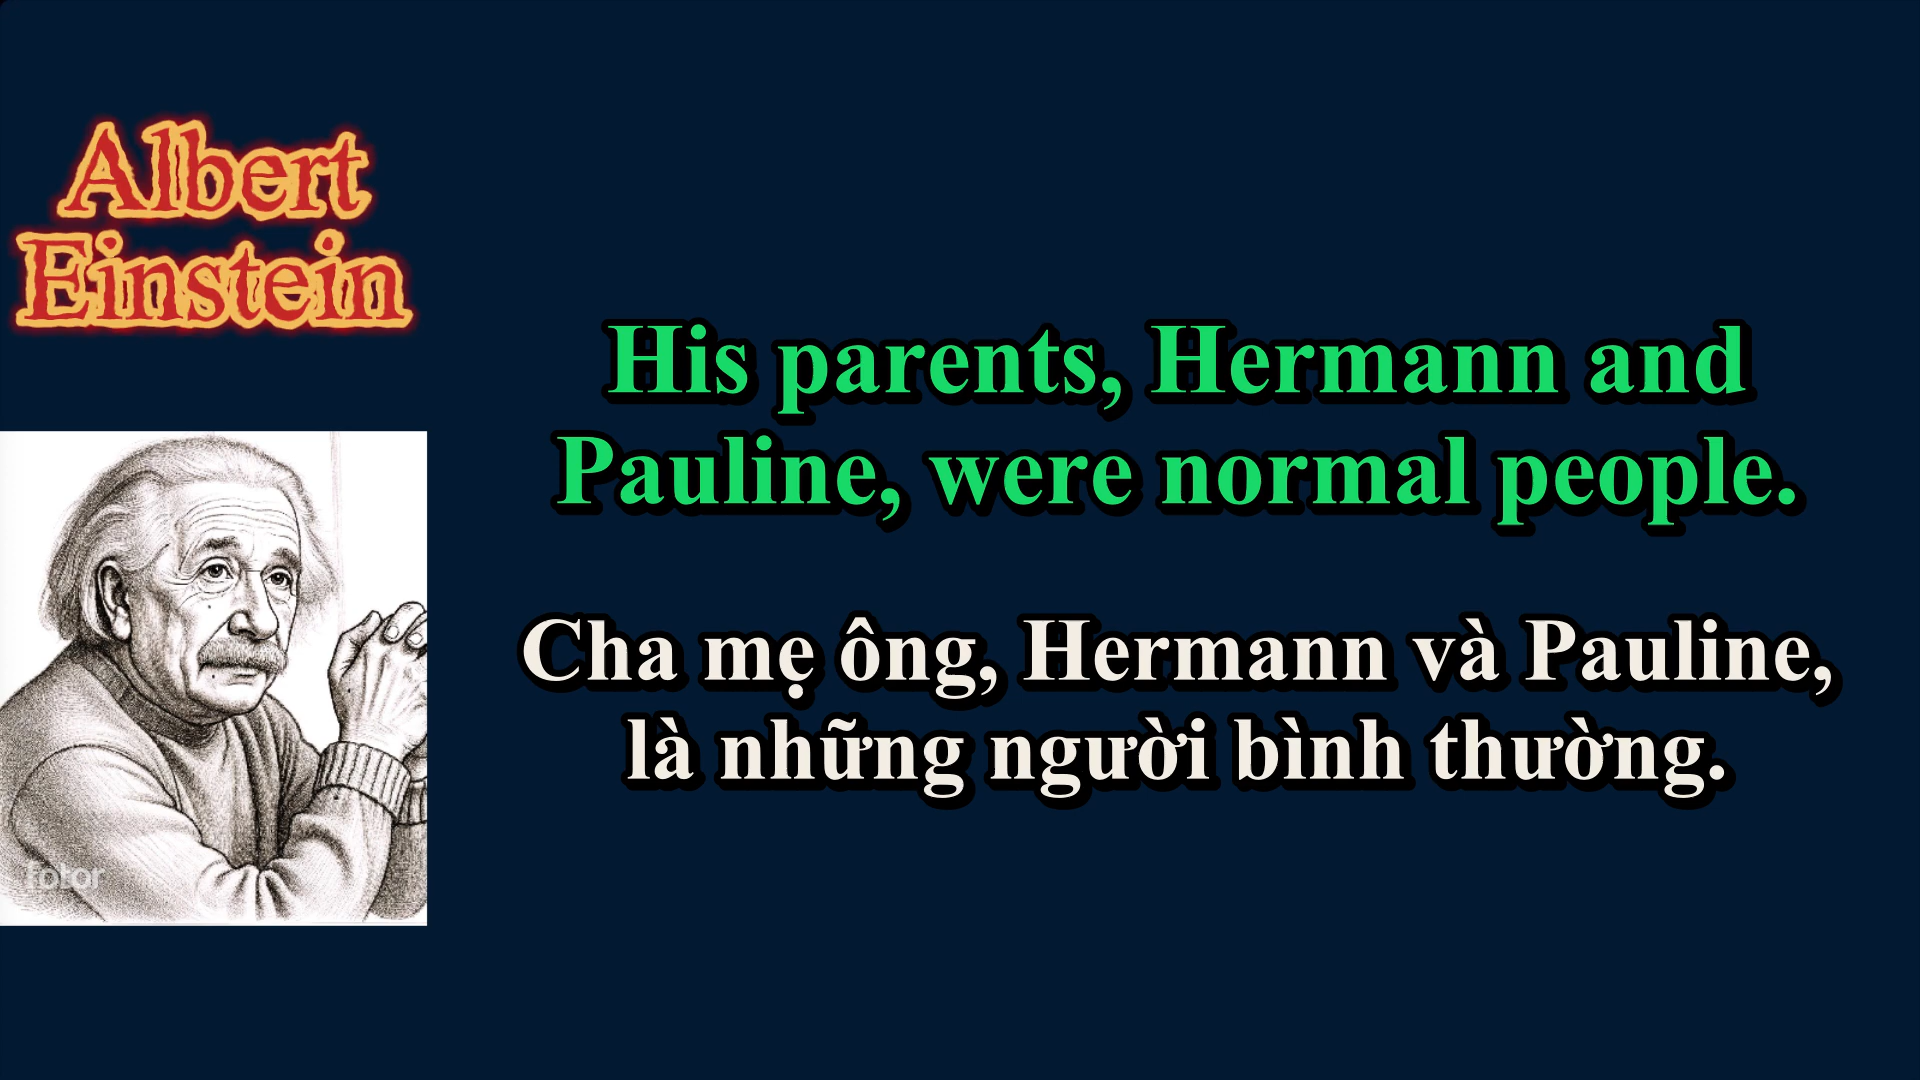 Albert
Einstein
His parents, Hermann and
Pauline, were normal people.
Cha mẹ ông, Hermann và Pauline,
là những người bình thường.
fotor